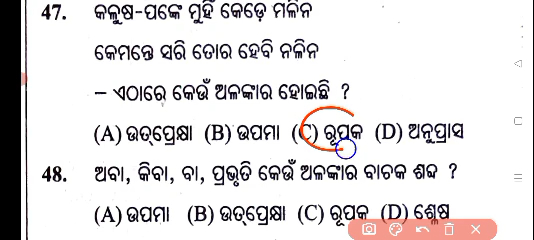 47. କଳୁଷ-ପଙ୍କେ ମୁହିଁ କେଡ଼େ ମଳିନ
କେମନ୍ତେ ସରି ତୋର ହେବି ନଳିନ
– ଏଠାରେ କେଉଁ ଅଳଙ୍କାର ହୋଇଛି ?
(A) ଉତ୍‌ପ୍ରେକ୍ଷା (B) ଉପମା (C) ରୂପକ (D) ଅନୁପ୍ରାସ
48. ଅବା, କିବା, ବା, ପ୍ରଭୃତି କେଉଁ ଅଳଙ୍କାର ବାଚକ ଶବ୍ଦ ?
(A) ଉପମା (B) ଉତ୍‌ପ୍ରେକ୍ଷା (C) ରୂପକ (D) ଶ୍ଳେଷ